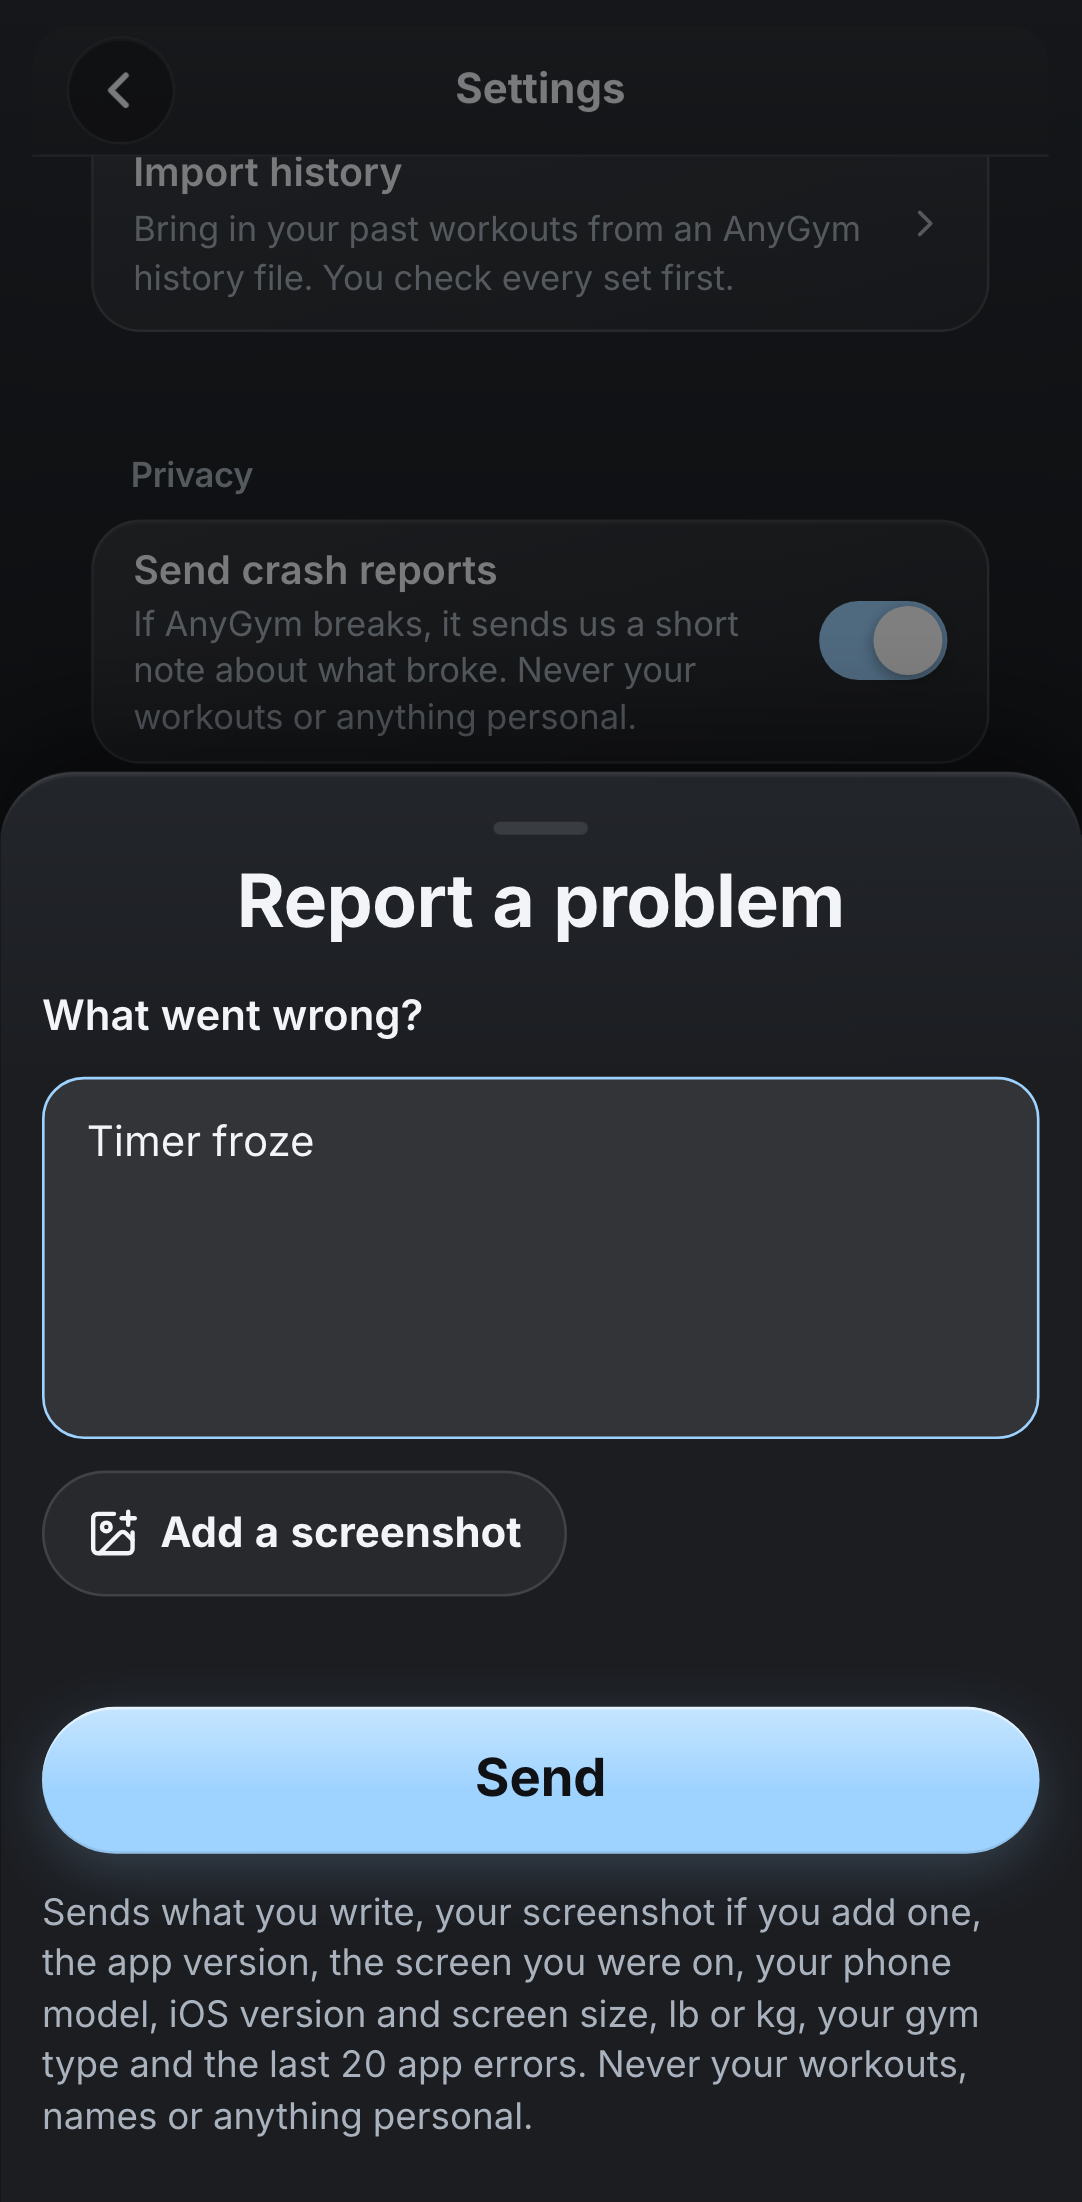 Settings
Import history
Bring in your past workouts from an AnyGym
history file. You check every set first.
Privacy
Send crash reports
If AnyGym breaks, it sends us a short
note about what broke. Never your
workouts or anything personal.
Report a problem
What went wrong?
Timer froze
Add a screenshot
Send
Sends what you write, your screenshot if you add one,
the app version, the screen you were on, your phone
model, iOS version and screen size, lb or kg, your gym
type and the last 20 app errors. Never your workouts,
names or anything personal.